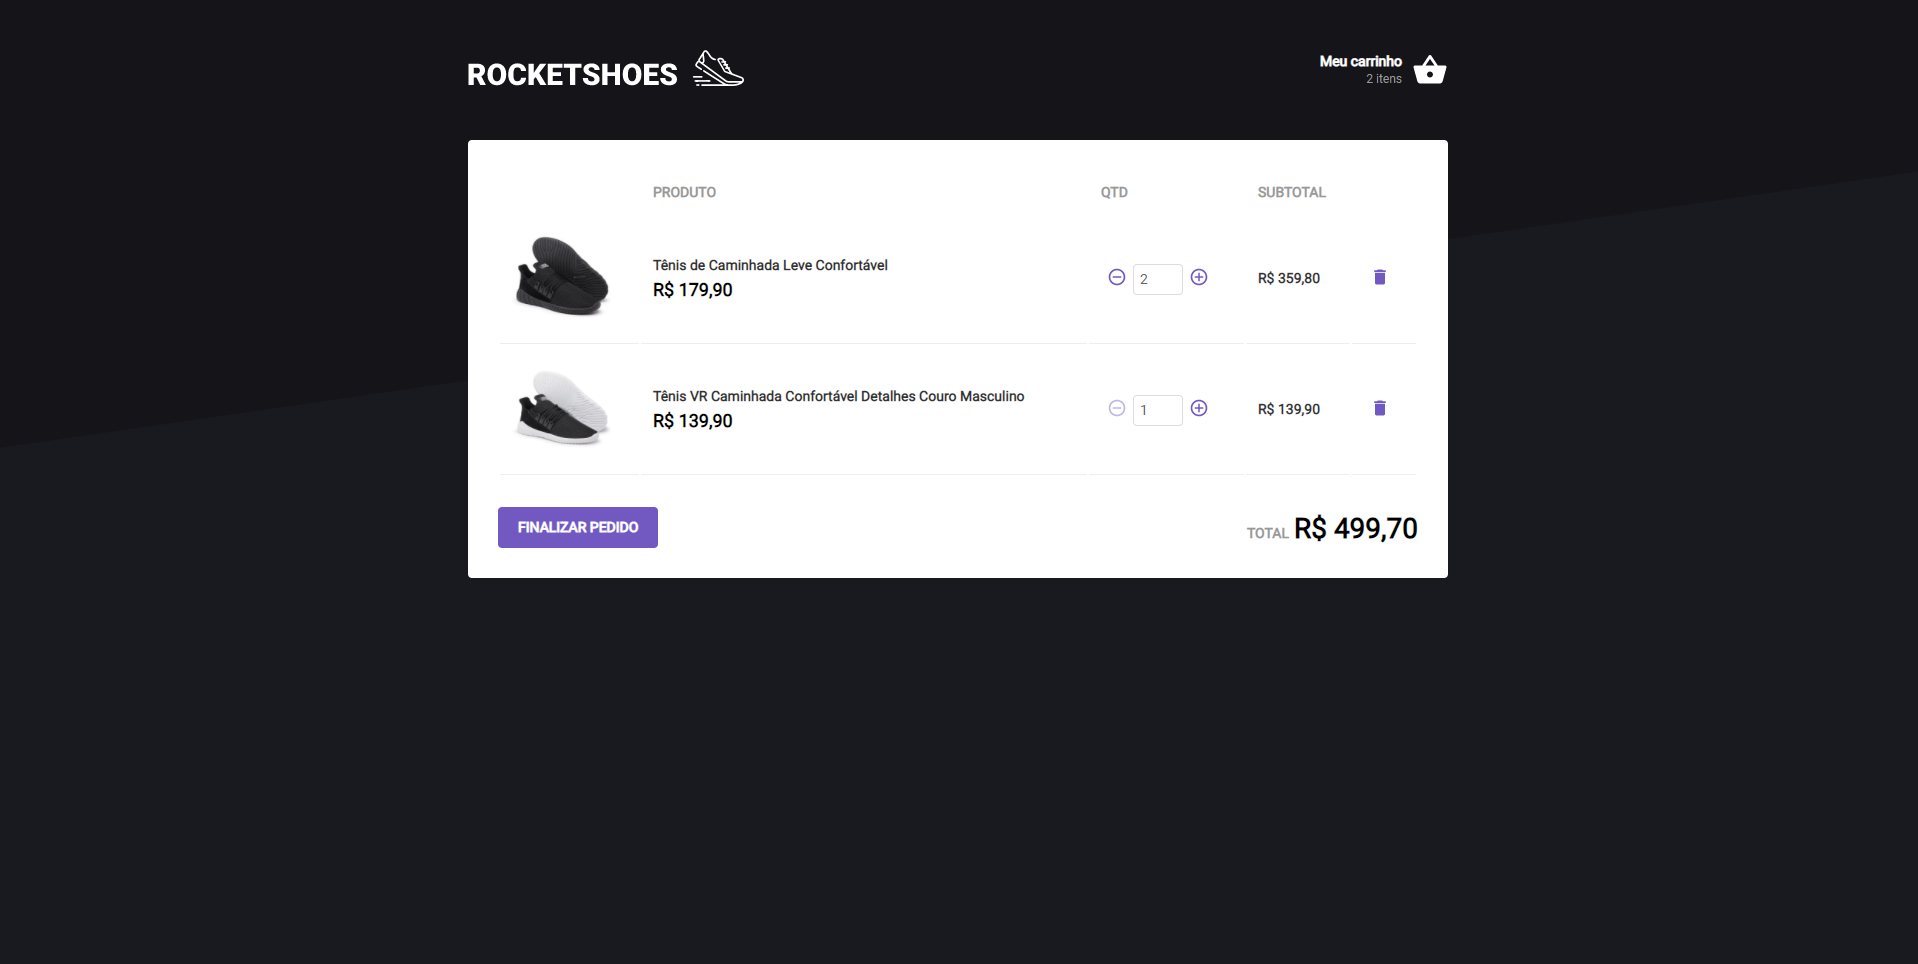 ROCKETSHOES
Meu carrinho
2 itens
PRODUTO QTD SUBTOTAL
Tênis de Caminhada Leve Confortável
R$ 179,90
2
R$ 359,80
Tênis VR Caminhada Confortável Detalhes Couro Masculino
R$ 139,90
1
R$ 139,90
FINALIZAR PEDIDO
TOTAL R$ 499,70